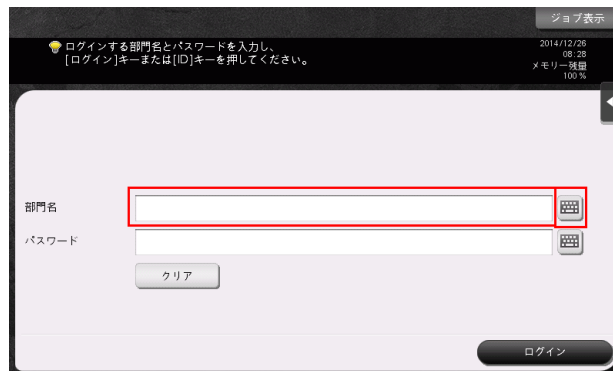 ジョブ表示
ログインする部門名とパスワードを入力し、
[ログイン]キーまたは[ID]キーを押してください。
2014/12/26
08:28
メモリー残量
100 %
部門名
パスワード
クリア
ログイン